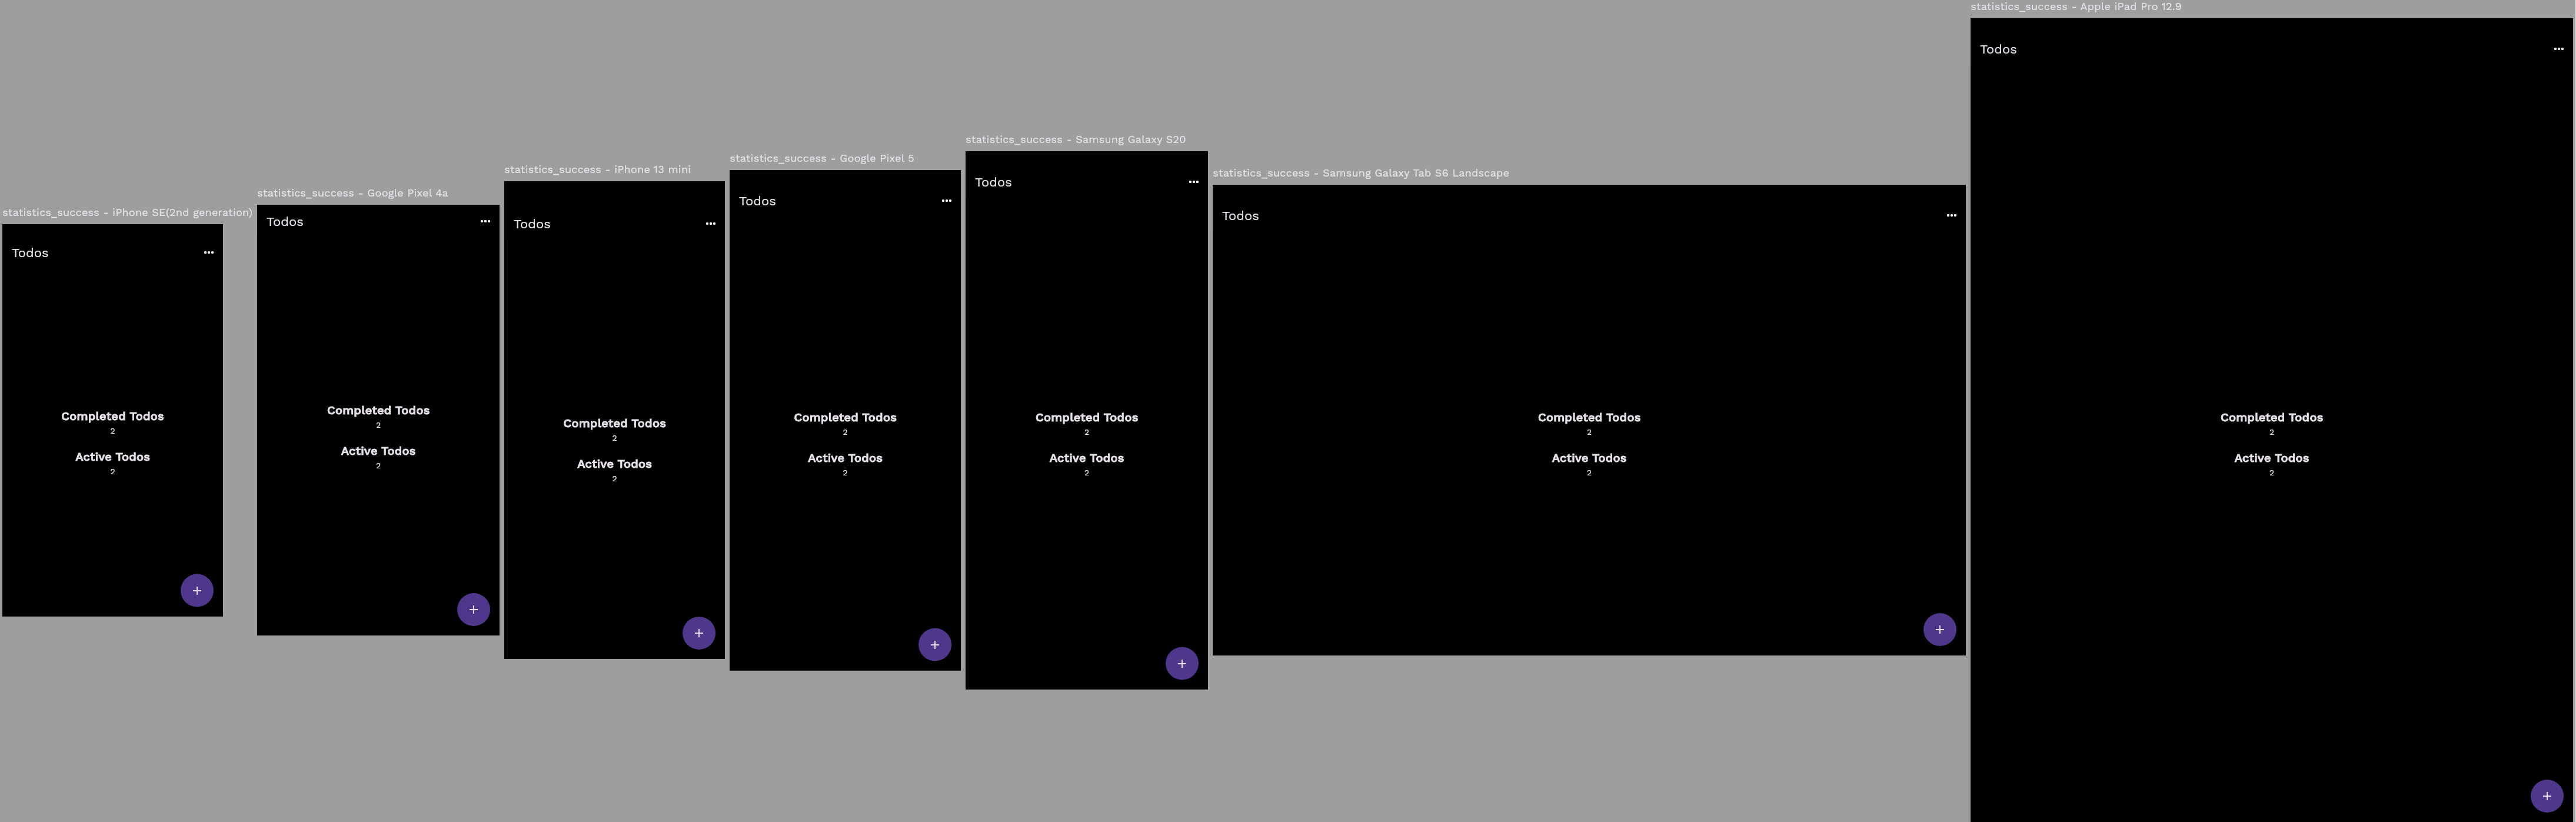 statistics_success - iPhone SE(2nd generation)
Todos
Completed Todos
2
Active Todos
2
statistics_success - Google Pixel 4a
Todos
Completed Todos
2
Active Todos
2
statistics_success - iPhone 13 mini
Todos
Completed Todos
2
Active Todos
2
statistics_success - Google Pixel 5
Todos
Completed Todos
2
Active Todos
2
statistics_success - Samsung Galaxy S20
Todos
Completed Todos
2
Active Todos
2
statistics_success - Samsung Galaxy Tab S6 Landscape
Todos
Completed Todos
2
Active Todos
2
statistics_success - Apple iPad Pro 12.9
Todos
Completed Todos
2
Active Todos
2